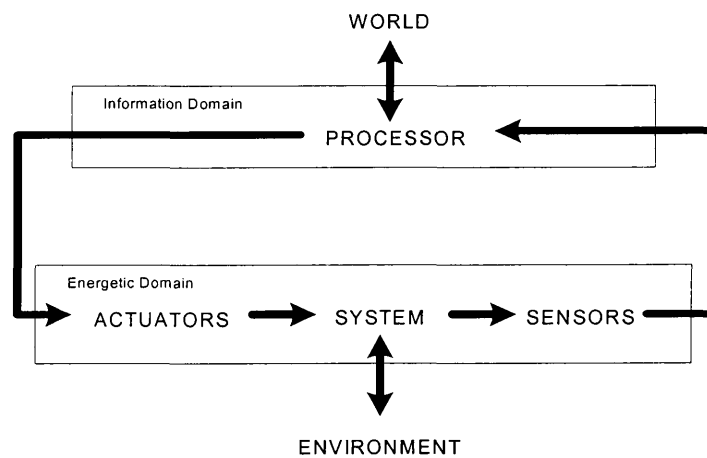 WORLD
Information Domain
PROCESSOR
Energetic Domain
ACTUATORS SYSTEM SENSORS
ENVIRONMENT